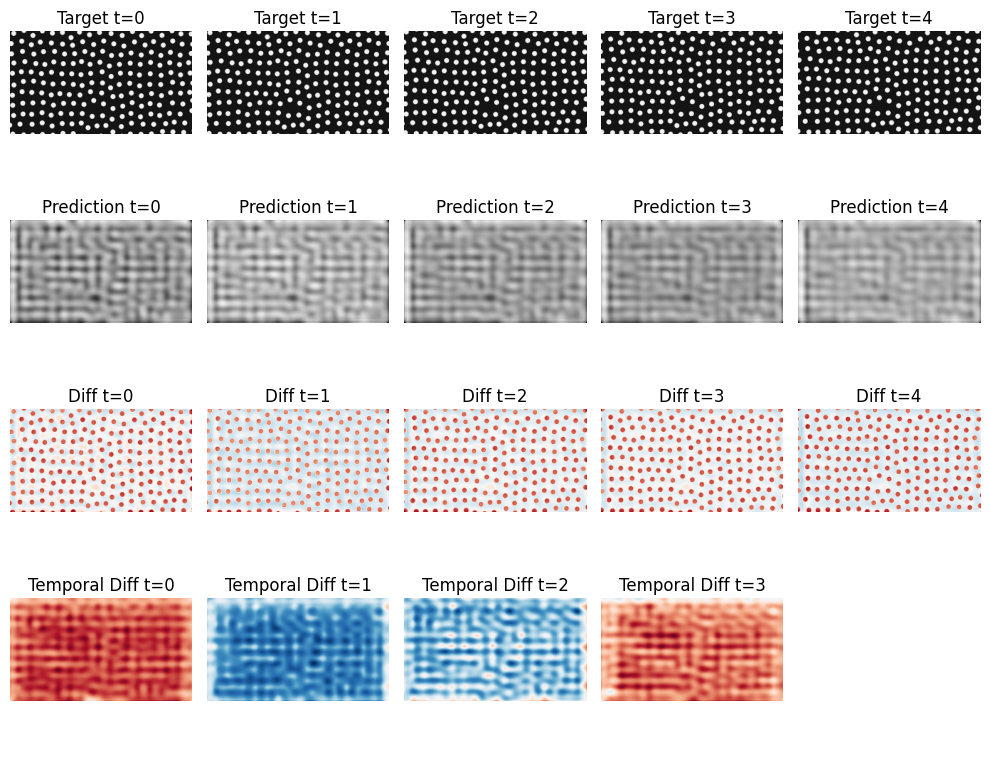 Target t=0 Target t=1 Target t=2 Target t=3 Target t=4
Prediction t=0 Prediction t=1 Prediction t=2 Prediction t=3 Prediction t=4
Diff t=0 Diff t=1 Diff t=2 Diff t=3 Diff t=4
Temporal Diff t=0 Temporal Diff t=1 Temporal Diff t=2 Temporal Diff t=3